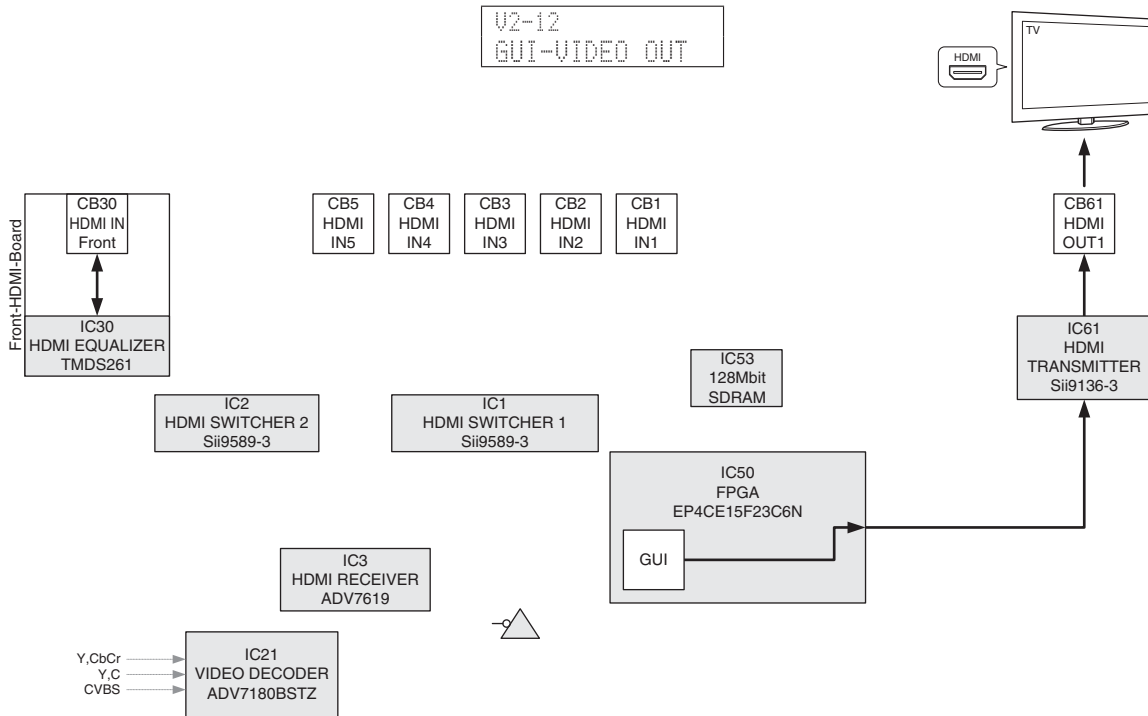 V2-12
GUI-VIDEO OUT
TV
HDMI
Front-HDMI-Board
CB30
HDMI IN
Front
CB5
HDMI
IN5
CB4
HDMI
IN4
CB3
HDMI
IN3
CB2
HDMI
IN2
CB1
HDMI
IN1
CB61
HDMI
OUT1
IC30
HDMI EQUALIZER
TMDS261
IC61
HDMI
TRANSMITTER
Sii9136-3
IC53
128Mbit
SDRAM
IC2
HDMI SWITCHER 2
Sii9589-3
IC1
HDMI SWITCHER 1
Sii9589-3
IC50
FPGA
EP4CE15F23C6N
GUI
IC3
HDMI RECEIVER
ADV7619
Y,CbCr
Y,C
CVBS
IC21
VIDEO DECODER
ADV7180BSTZ